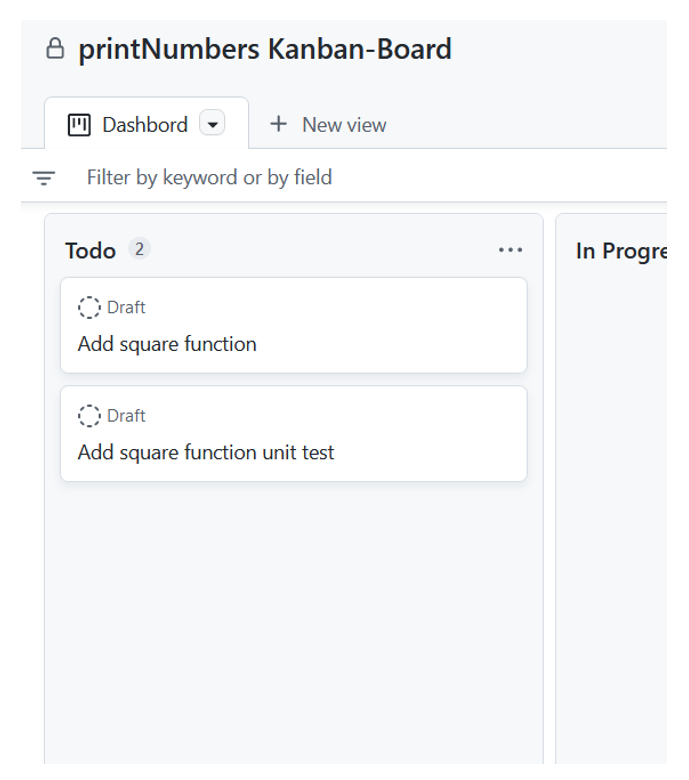 printNumbers Kanban-Board
Dashbord
New view
Filter by keyword or by field
Todo 2
Draft
Add square function
Draft
Add square function unit test
In Progre